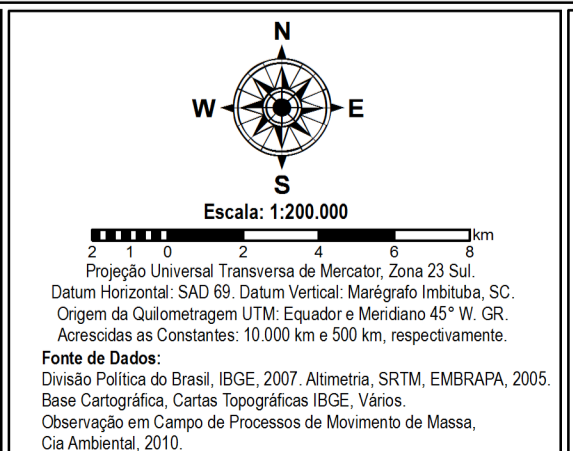 N
W E
S
Escala: 1:200.000
km
2 1 0 2 4 6 8
Projeção Universal Transversa de Mercator, Zona 23 Sul.
Datum Horizontal: SAD 69. Datum Vertical: Marégrafo Imbituba, SC.
Origem da Quilometragem UTM: Equador e Meridiano 45° W. GR.
Acrescidas as Constantes: 10.000 km e 500 km, respectivamente.
Fonte de Dados:
Divisão Política do Brasil, IBGE, 2007. Altimetria, SRTM, EMBRAPA, 2005.
Base Cartográfica, Cartas Topográficas IBGE, Vários.
Observação em Campo de Processos de Movimento de Massa,
Cia Ambiental, 2010.